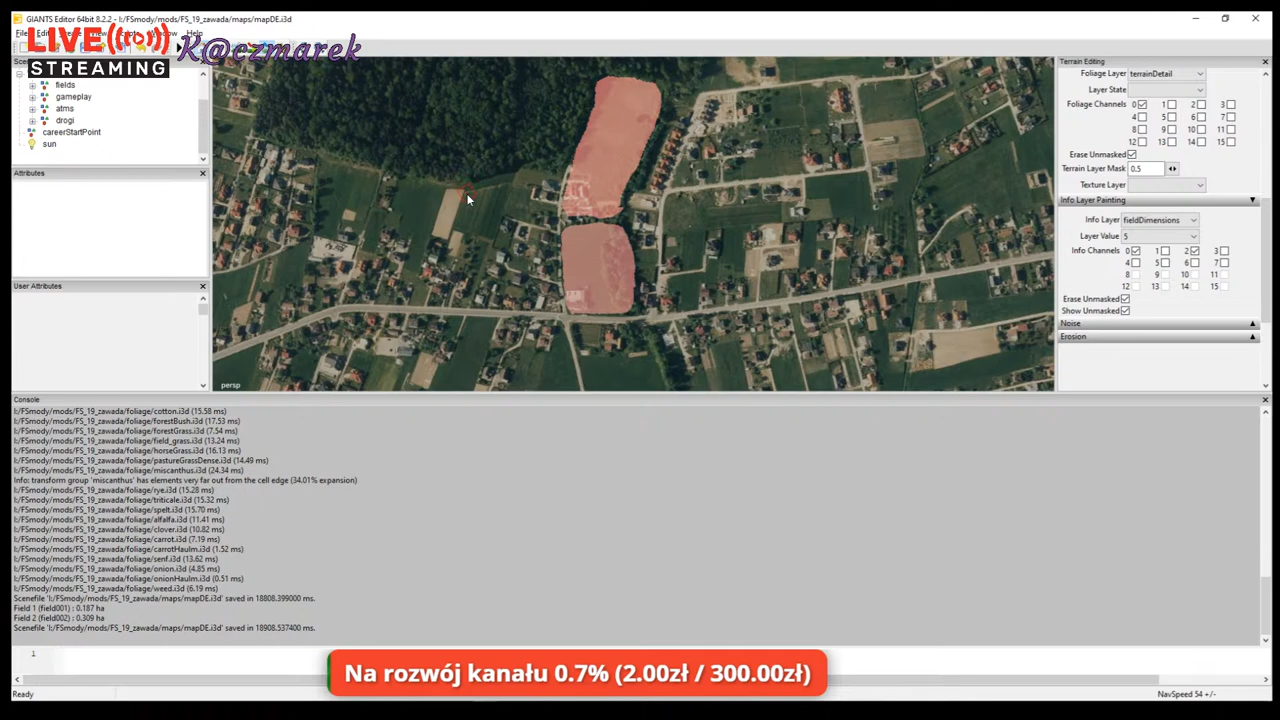 GIANTS Editor 64bit 8.2.2 - I:/FSmody/mods/FS_19_zawada/maps/mapDE.i3d
Help
LIVE
STREAMING
K@czmarek
fields
gameplay
atms
drogi
careerStartPoint
sun
Attributes
User Attributes
persp
Terrain Editing
Foliage Layer terrainDetail
Layer State
Foliage Channels 0 1 2 3
4 5 6 7
8 9 10 11
12 13 14 15
Erase Unmasked
Terrain Layer Mask 0.5
Texture Layer
Info Layer Painting
Info Layer fieldDimensions
Layer Value 5
Info Channels 0 1 2 3
4 5 6 7
8 9 10 11
12 13 14 15
Erase Unmasked
Show Unmasked
Noise
Erosion
Console
I:/FSmody/mods/FS_19_zawada/foliage/cotton.i3d (15.58 ms)
I:/FSmody/mods/FS_19_zawada/foliage/forestBush.i3d (17.53 ms)
I:/FSmody/mods/FS_19_zawada/foliage/forestGrass.i3d (7.54 ms)
I:/FSmody/mods/FS_19_zawada/foliage/field_grass.i3d (13.24 ms)
I:/FSmody/mods/FS_19_zawada/foliage/horseGrass.i3d (16.13 ms)
I:/FSmody/mods/FS_19_zawada/foliage/pastureGrassDense.i3d (14.49 ms)
I:/FSmody/mods/FS_19_zawada/foliage/miscanthus.i3d (24.34 ms)
Info: transform group 'miscanthus' has elements very far out from the cell edge (34.01% expansion)
I:/FSmody/mods/FS_19_zawada/foliage/rye.i3d (15.28 ms)
I:/FSmody/mods/FS_19_zawada/foliage/triticale.i3d (15.32 ms)
I:/FSmody/mods/FS_19_zawada/foliage/spelt.i3d (15.70 ms)
I:/FSmody/mods/FS_19_zawada/foliage/alfalfa.i3d (11.41 ms)
I:/FSmody/mods/FS_19_zawada/foliage/clover.i3d (10.82 ms)
I:/FSmody/mods/FS_19_zawada/foliage/carrot.i3d (7.19 ms)
I:/FSmody/mods/FS_19_zawada/foliage/carrotHaulm.i3d (1.52 ms)
I:/FSmody/mods/FS_19_zawada/foliage/senf.i3d (13.62 ms)
I:/FSmody/mods/FS_19_zawada/foliage/onion.i3d (4.85 ms)
I:/FSmody/mods/FS_19_zawada/foliage/onionHaulm.i3d (0.51 ms)
I:/FSmody/mods/FS_19_zawada/foliage/weed.i3d (6.19 ms)
Scenefile 'I:/FSmody/mods/FS_19_zawada/maps/mapDE.i3d' saved in 18808.399000 ms.
Field 1 (field001) : 0.187 ha
Field 2 (field002) : 0.309 ha
Scenefile 'I:/FSmody/mods/FS_19_zawada/maps/mapDE.i3d' saved in 18908.537400 ms.
1
Na rozwój kanału 0.7% (2.00zł / 300.00zł)
Ready
NavSpeed 54 +/-